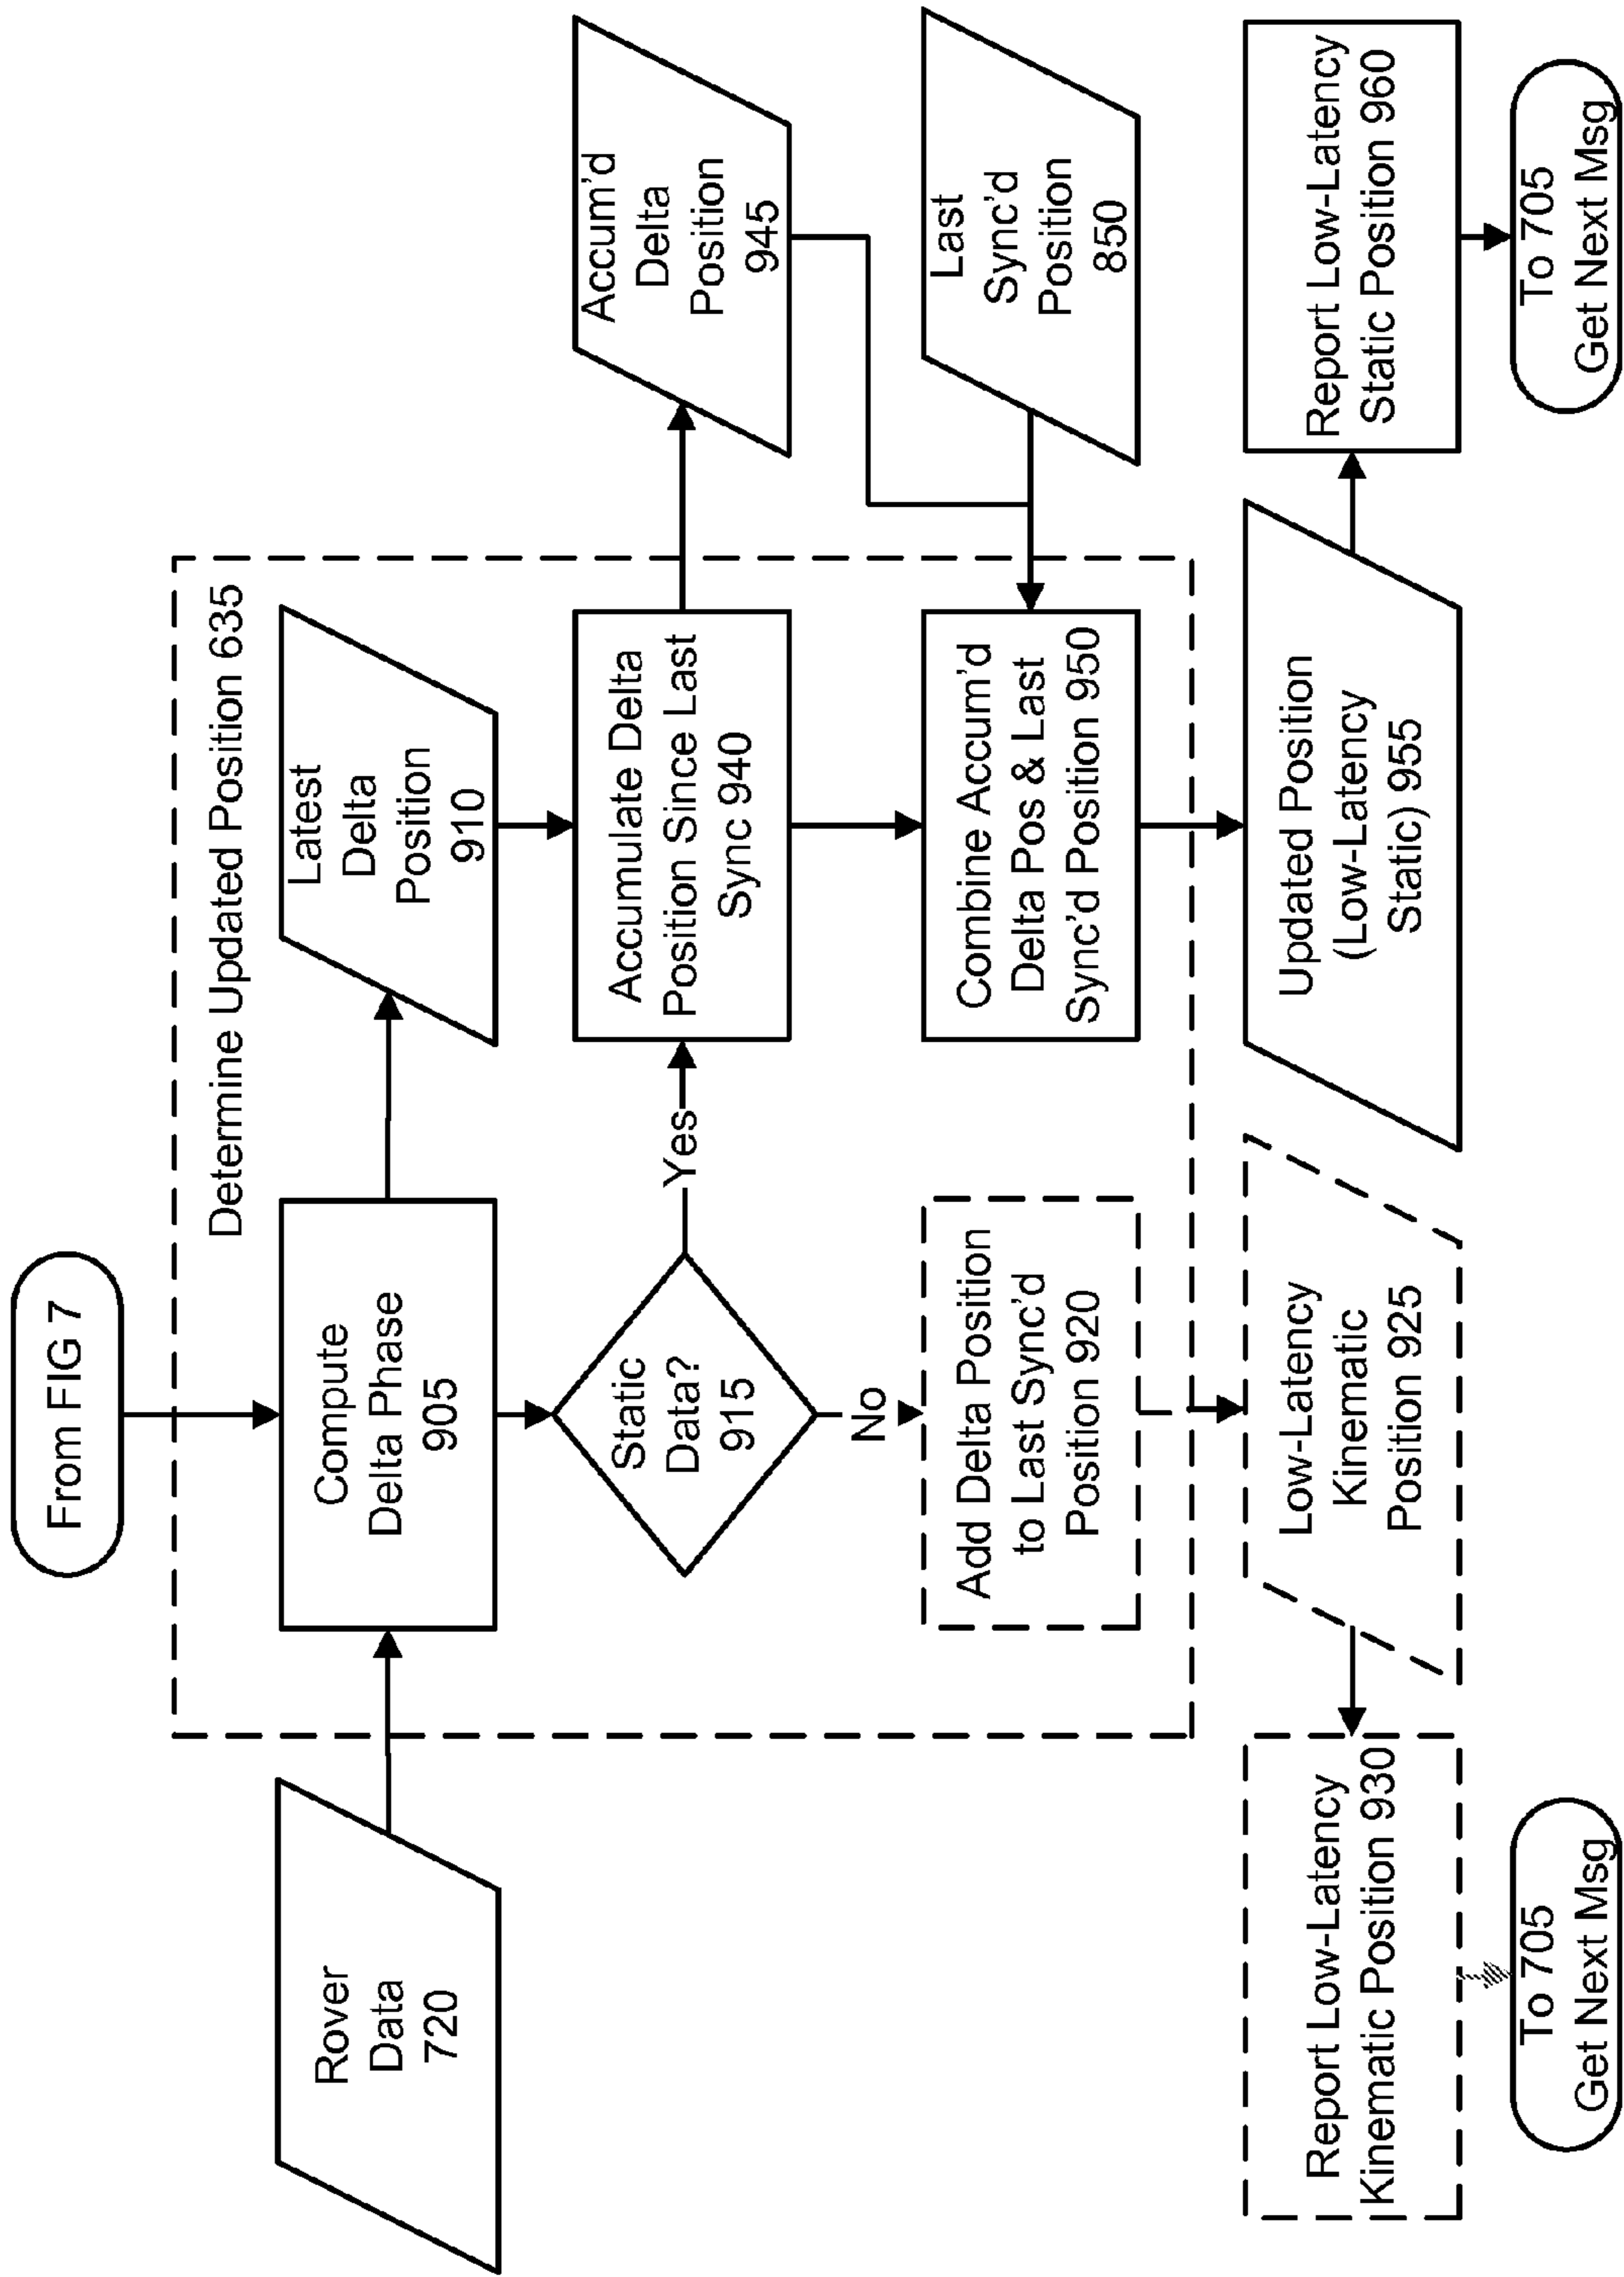 From FIG 7
Determine Updated Position 635
Rover
Data
720
Compute
Delta Phase
905
Latest
Delta
Position
910
Static
Data?
915
Yes
Accumulate Delta
Position Since Last
Sync 940
Accum'd
Delta
Position
945
No
Add Delta Position
to Last Sync'd
Position 920
Combine Accum'd
Delta Pos & Last
Sync'd Position 950
Last
Sync'd
Position
850
Report Low-Latency
Kinematic Position 930
Low-Latency
Kinematic
Position 925
Updated Position
(Low-Latency
Static) 955
Report Low-Latency
Static Position 960
To 705
Get Next Msg
To 705
Get Next Msg